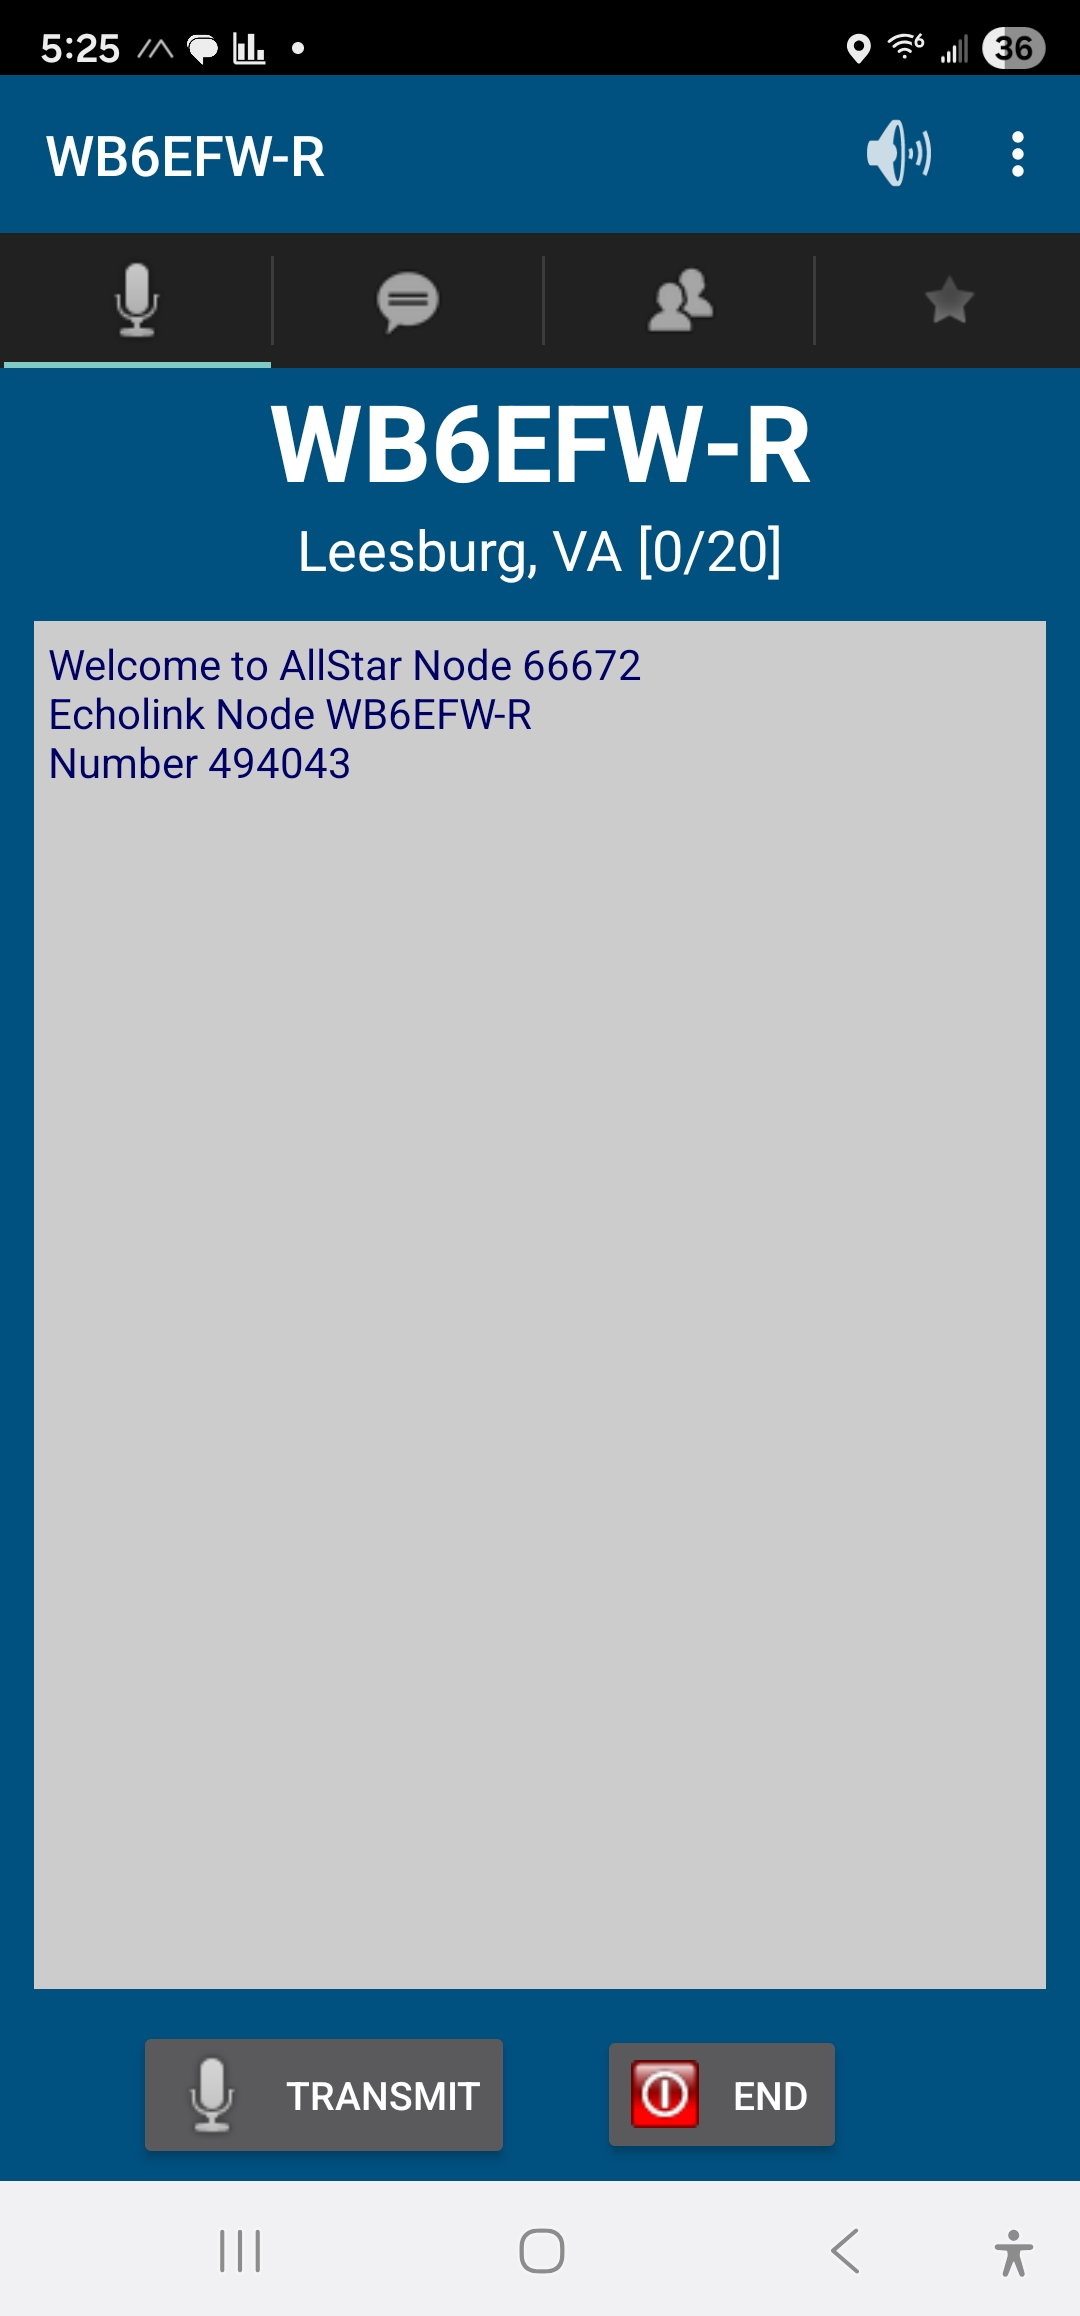 5:25
6
36
WB6EFW-R
WB6EFW-R
Leesburg, VA [0/20]
Welcome to AllStar Node 66672
Echolink Node WB6EFW-R
Number 494043
TRANSMIT
END